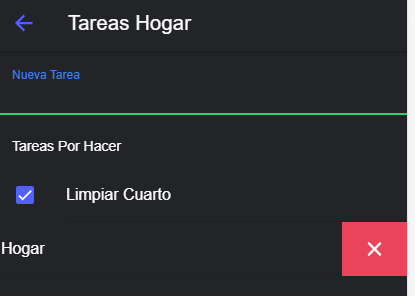 Tareas Hogar
Nueva Tarea
Tareas Por Hacer
Limpiar Cuarto
Hogar